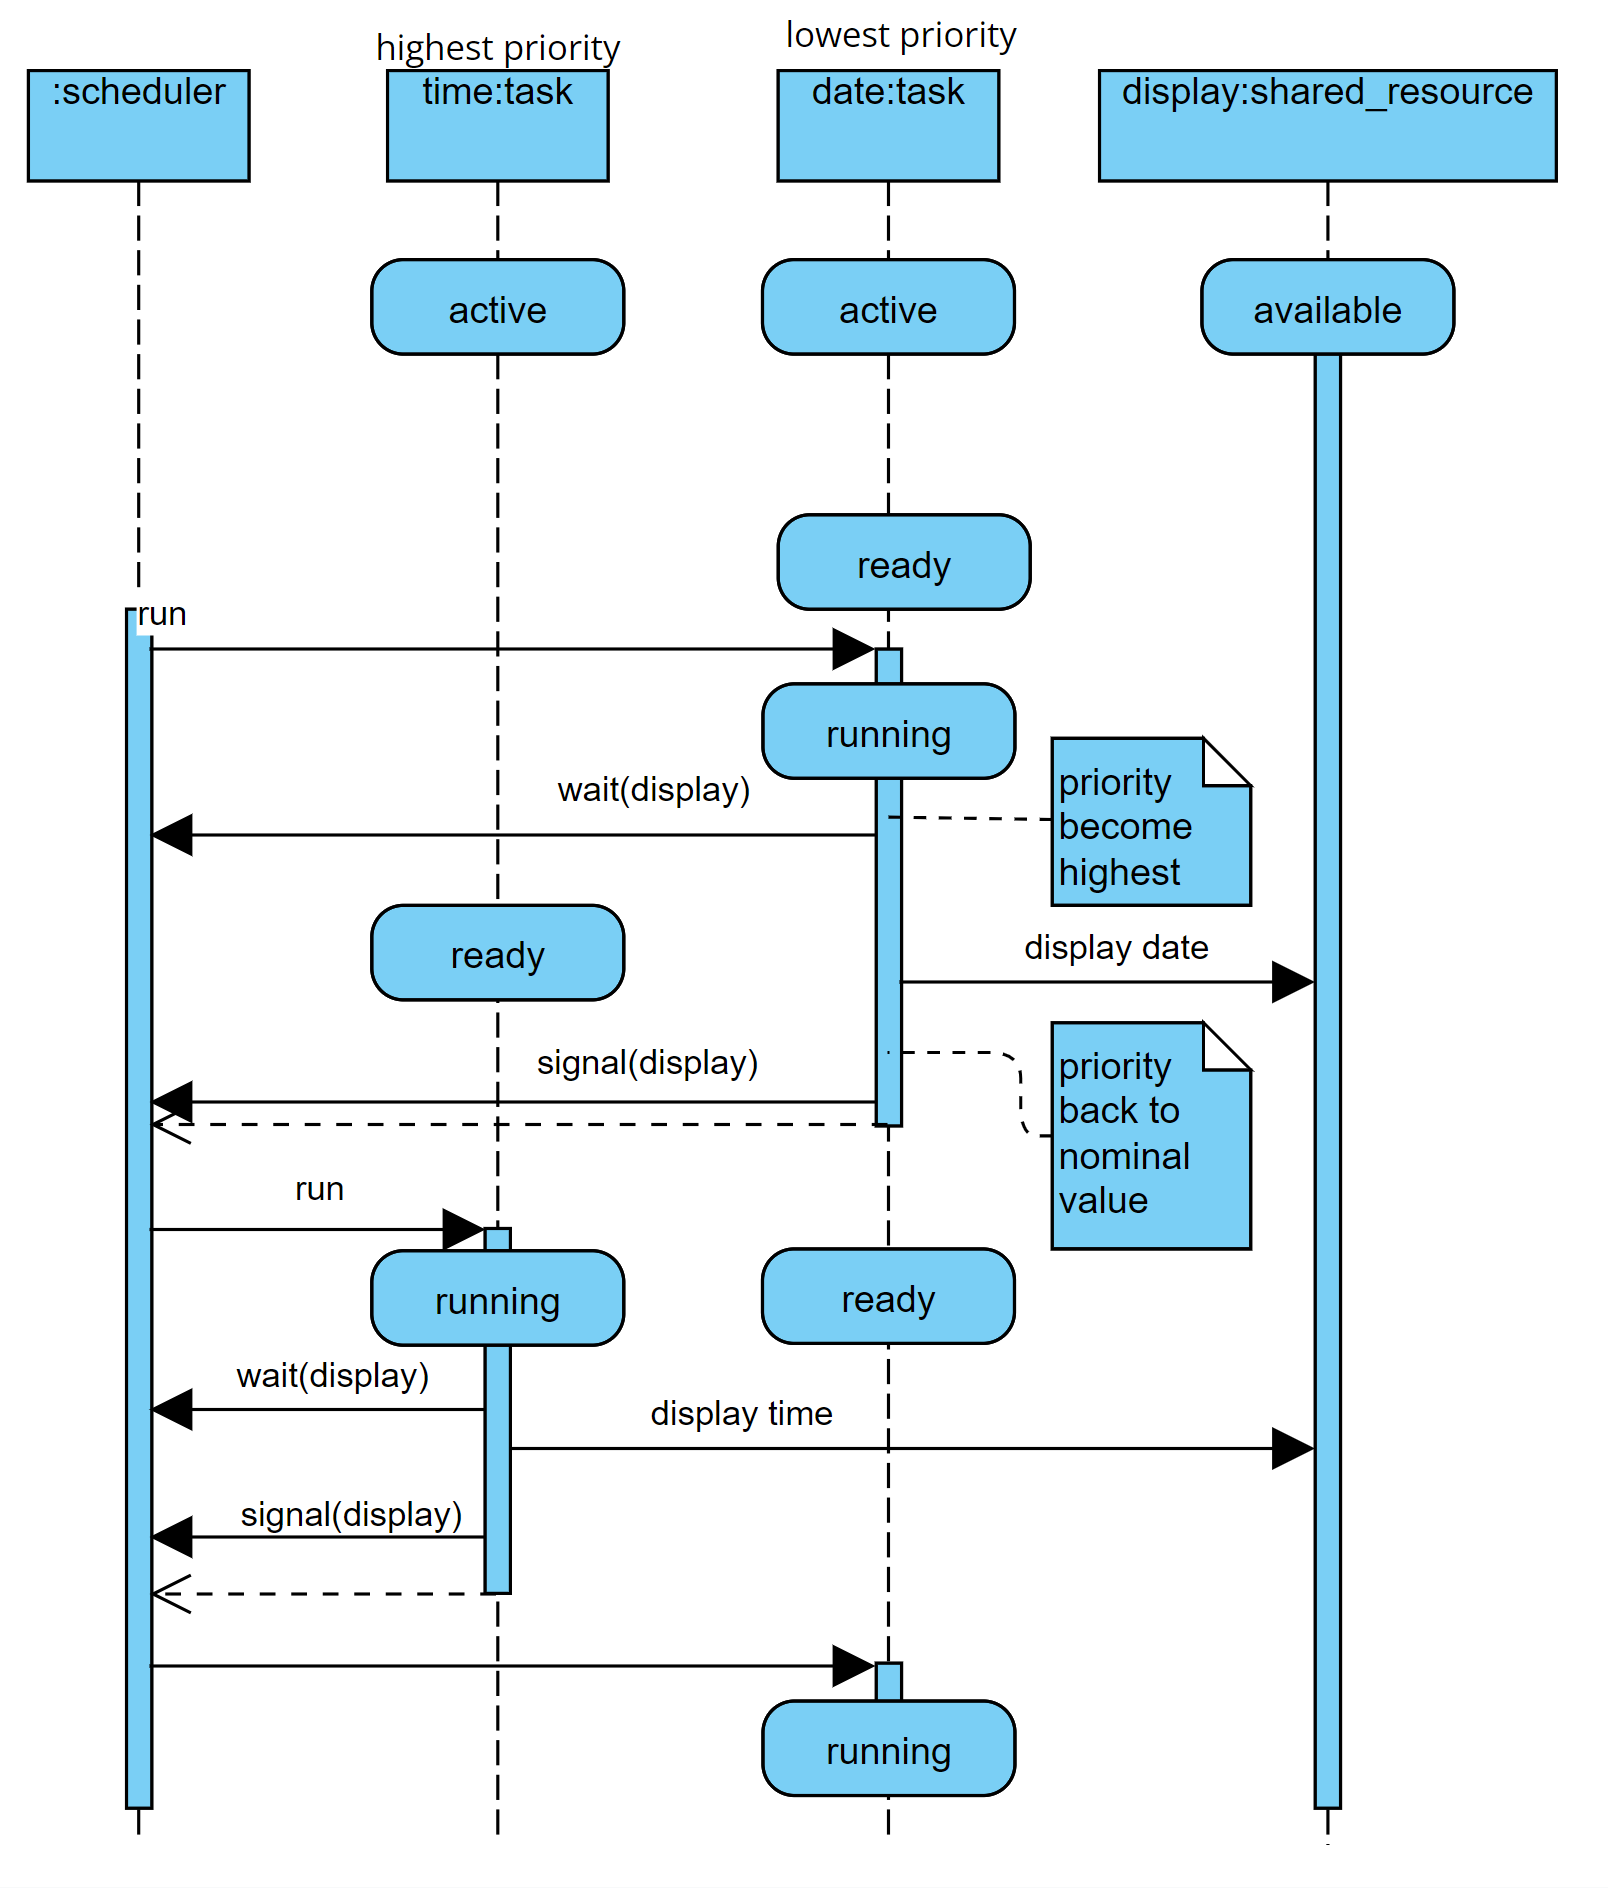 highest priority
lowest priority
:scheduler
time:task
date:task
display:shared_resource
active
active
available
ready
run
running
wait(display)
priority
become
highest
ready
display date
signal(display)
priority
back to
nominal
value
run
running
ready
wait(display)
display time
signal(display)
running